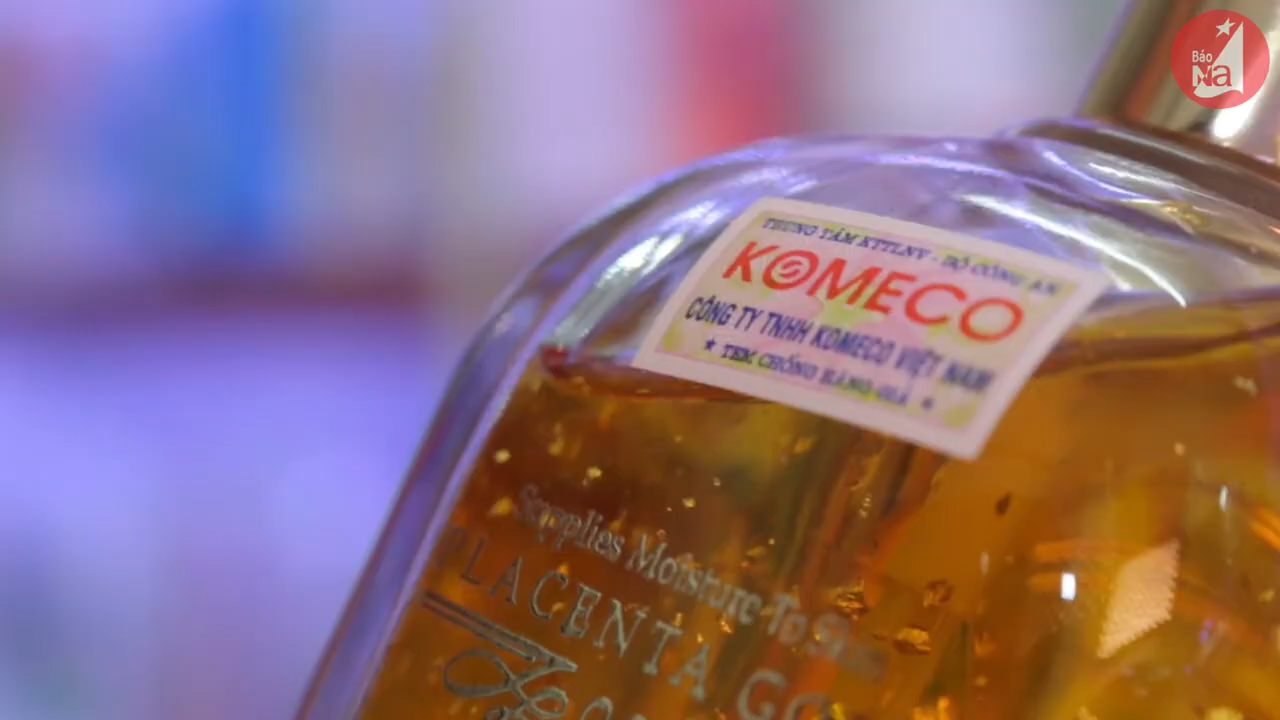 Báo
Na
TRUNG TÂM KTTLNV - BỘ CÔNG AN
KOMECO
CÔNG TY TNHH KOMECO VIỆT NAM
★ TEM CHỐNG HÀNG GIẢ ★
Supplies Moisture To Skin
PLACENTA